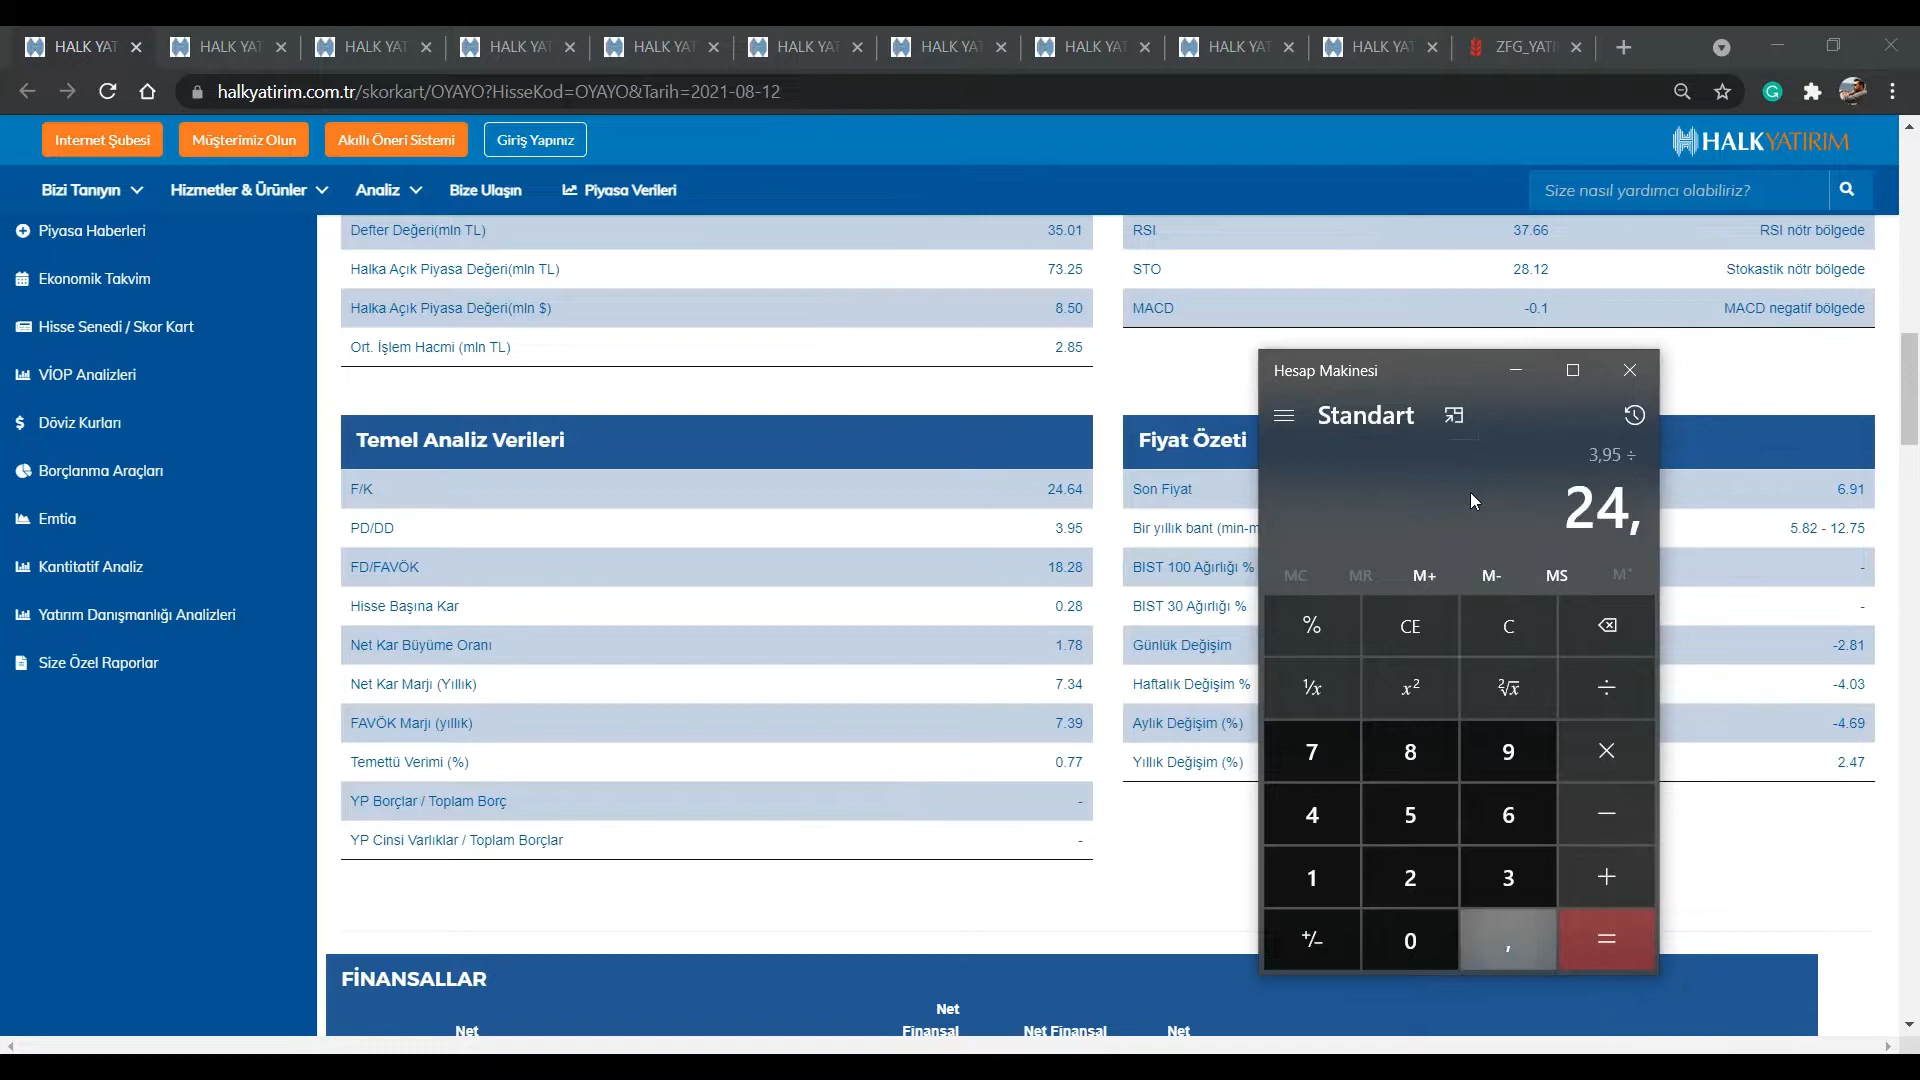 HALK YAT
HALK YAT
HALK YAT
HALK YAT
HALK YAT
HALK YAT
HALK YAT
HALK YAT
HALK YAT
HALK YAT
ZFG_YATI
halkyatirim.com.tr/skorkart/OYAYO?HisseKod=OYAYO&Tarih=2021-08-12
Internet Şubesi
Müşterimiz Olun
Akıllı Öneri Sistemi
Giriş Yapınız
HALKYATIRIM
Bizi Tanıyın
Hizmetler & Ürünler
Analiz
Bize Ulaşın
Piyasa Verileri
Size nasıl yardımcı olabiliriz?
Piyasa Haberleri
Ekonomik Takvim
Hisse Senedi / Skor Kart
VİOP Analizleri
Döviz Kurları
Borçlanma Araçları
Emtia
Kantitatif Analiz
Yatırım Danışmanlığı Analizleri
Size Özel Raporlar
Defter Değeri(mln TL) 35.01
Halka Açık Piyasa Değeri(mln TL) 73.25
Halka Açık Piyasa Değeri(mln $) 8.50
Ort. İşlem Hacmi (mln TL) 2.85
RSI 37.66 RSI nötr bölgede
STO 28.12 Stokastik nötr bölgede
MACD -0.1 MACD negatif bölgede
Temel Analiz Verileri
F/K 24.64
PD/DD 3.95
FD/FAVÖK 18.28
Hisse Başına Kar 0.28
Net Kar Büyüme Oranı 1.78
Net Kar Marjı (Yıllık) 7.34
FAVÖK Marjı (yıllık) 7.39
Temettü Verimi (%) 0.77
YP Borçlar / Toplam Borç -
YP Cinsi Varlıklar / Toplam Borçlar -
Fiyat Özeti
Son Fiyat 6.91
Bir yıllık bant (min-m 5.82 - 12.75
BIST 100 Ağırlığı % -
BIST 30 Ağırlığı % -
Günlük Değişim -2.81
Haftalık Değişim % -4.03
Aylık Değişim (%) -4.69
Yıllık Değişim (%) 2.47
Hesap Makinesi
Standart
3,95 ÷
24,
MC MR M+ M- MS M˅
% CE C
¹/x x² ²√x ÷
7 8 9 ×
4 5 6 −
1 2 3 +
+/− 0 , =
FİNANSALLAR
Net
Net Finansal Net Finansal Net